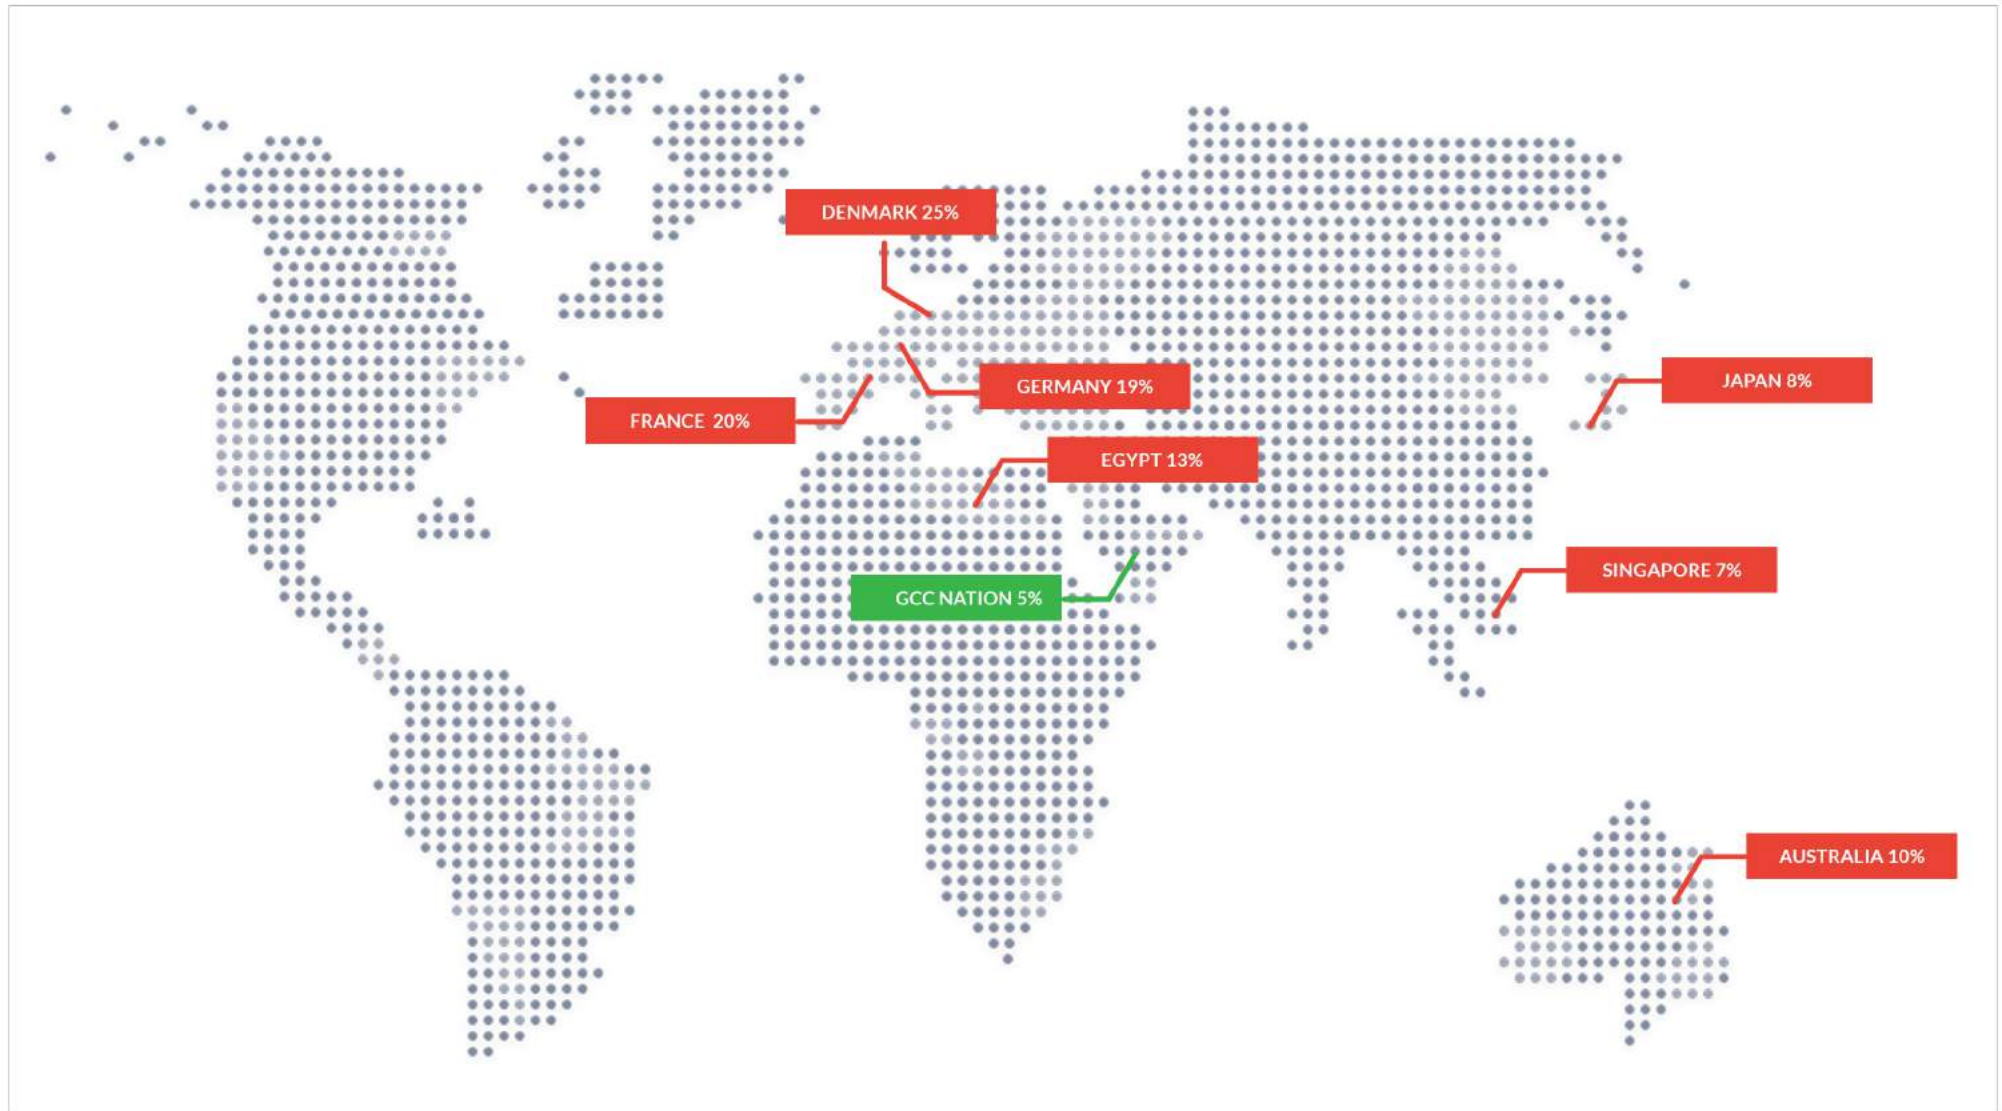 DENMARK 25%
GERMANY 19%
JAPAN 8%
FRANCE 20%
EGYPT 13%
SINGAPORE 7%
GCC NATION 5%
AUSTRALIA 10%